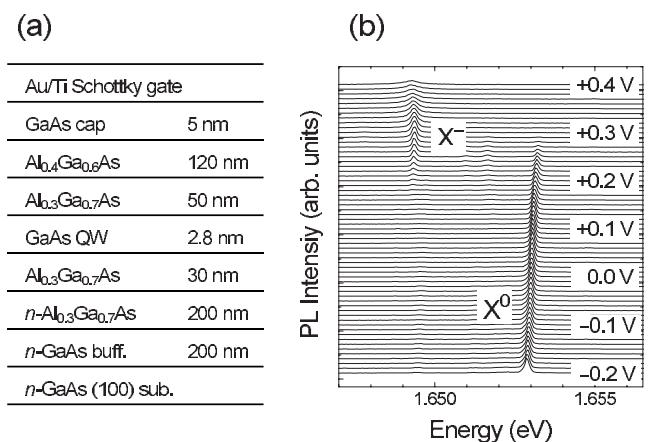 (a)
Au/Ti Schottky gate
GaAs cap 5 nm
Al0.4Ga0.6As 120 nm
Al0.3Ga0.7As 50 nm
GaAs QW 2.8 nm
Al0.3Ga0.7As 30 nm
n-Al0.3Ga0.7As 200 nm
n-GaAs buff. 200 nm
n-GaAs (100) sub.
(b)
PL Intensiy (arb. units)
+0.4 V
+0.3 V
X−
+0.2 V
+0.1 V
0.0 V
X0
−0.1 V
−0.2 V
1.650 1.655
Energy (eV)